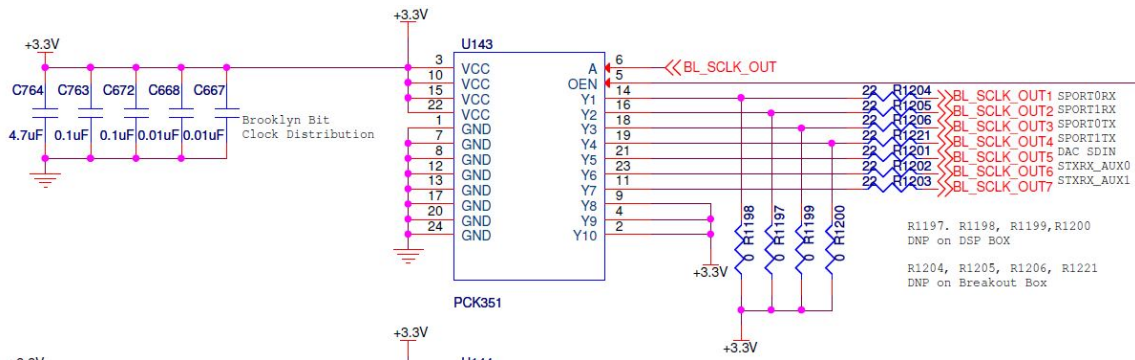 +3.3V
+3.3V
U143
C764 C763 C672 C668 C667
4.7uF 0.1uF 0.1uF 0.01uF 0.01uF
Brooklyn Bit
Clock Distribution
3 VCC A 6 BL_SCLK_OUT
10 VCC OEN 5
15 VCC Y1 14 22 R1204 BL_SCLK_OUT1 SPORT0RX
22 VCC Y2 16 22 R1205 BL_SCLK_OUT2 SPORT1RX
1 GND Y3 18 22 R1206 BL_SCLK_OUT3 SPORT0TX
7 GND Y4 19 22 R1221 BL_SCLK_OUT4 SPORT1TX
8 GND Y5 21 22 R1201 BL_SCLK_OUT5 DAC SDIN
12 GND Y6 23 22 R1202 BL_SCLK_OUT6 STXRX_AUX0
13 GND Y7 11 22 R1203 BL_SCLK_OUT7 STXRX_AUX1
17 GND Y8 9
20 GND Y9 4
24 GND Y10 2
0 R1198 0 R1197 0 R1199 0 R1200
R1197. R1198, R1199,R1200
DNP on DSP BOX
+3.3V
R1204, R1205, R1206, R1221
DNP on Breakout Box
PCK351
+3.3V
+3.3V